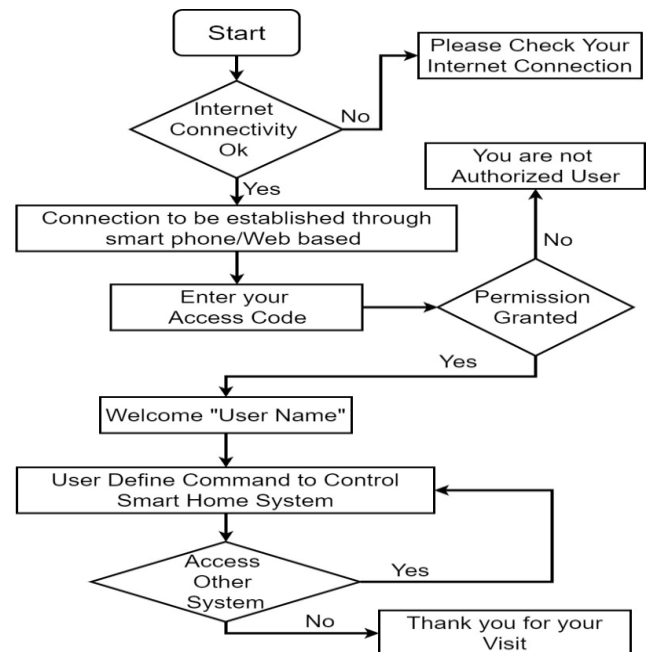 Start
Please Check Your
Internet Connection
Internet
Connectivity
Ok
No
Yes
You are not
Authorized User
Connection to be established through
smart phone/Web based
No
Enter your
Access Code
Permission
Granted
Yes
Welcome "User Name"
User Define Command to Control
Smart Home System
Access
Other
System
Yes
No
Thank you for your
Visit